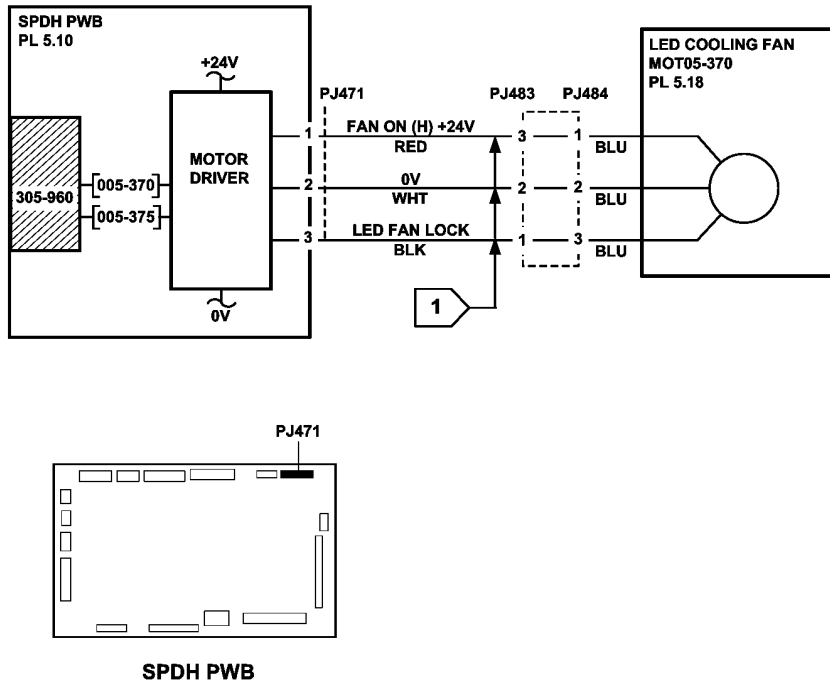 SPDH PWB
PL 5.10
+24V
305-960
005-370
005-375
MOTOR
DRIVER
0V
PJ471
PJ483
PJ484
1
FAN ON (H) +24V
RED
3
1
BLU
2
0V
WHT
2
2
BLU
3
LED FAN LOCK
BLK
1
3
BLU
1
LED COOLING FAN
MOT05-370
PL 5.18
PJ471
SPDH PWB